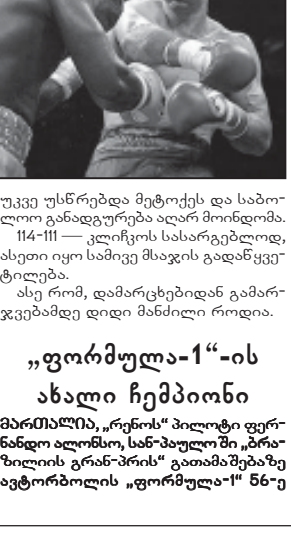 უკვე უსწრებდა მეტოქეს და საბო-
ლოო განადგურება აღარ მოინდომა.
114-111 — კლიჩკოს სასარგებლოდ,
ასეთი იყო სამივე მსაჯის გადაწყვე-
ტილება.
ასე რომ, დამარცხებიდან გამარ-
ჯვებამდე დიდი მანძილი როდია.
„ფორმულა-1“-ის
ახალი ჩემპიონი
მართალია, „რენოს“ პილოტი ფერ-
ნანდო ალონსო, სან-პაულოში „ბრა-
ზილიის გრან-პრის“ გათამაშებაზე
ავტორბოლის „ფორმულა-1“ 56-ე